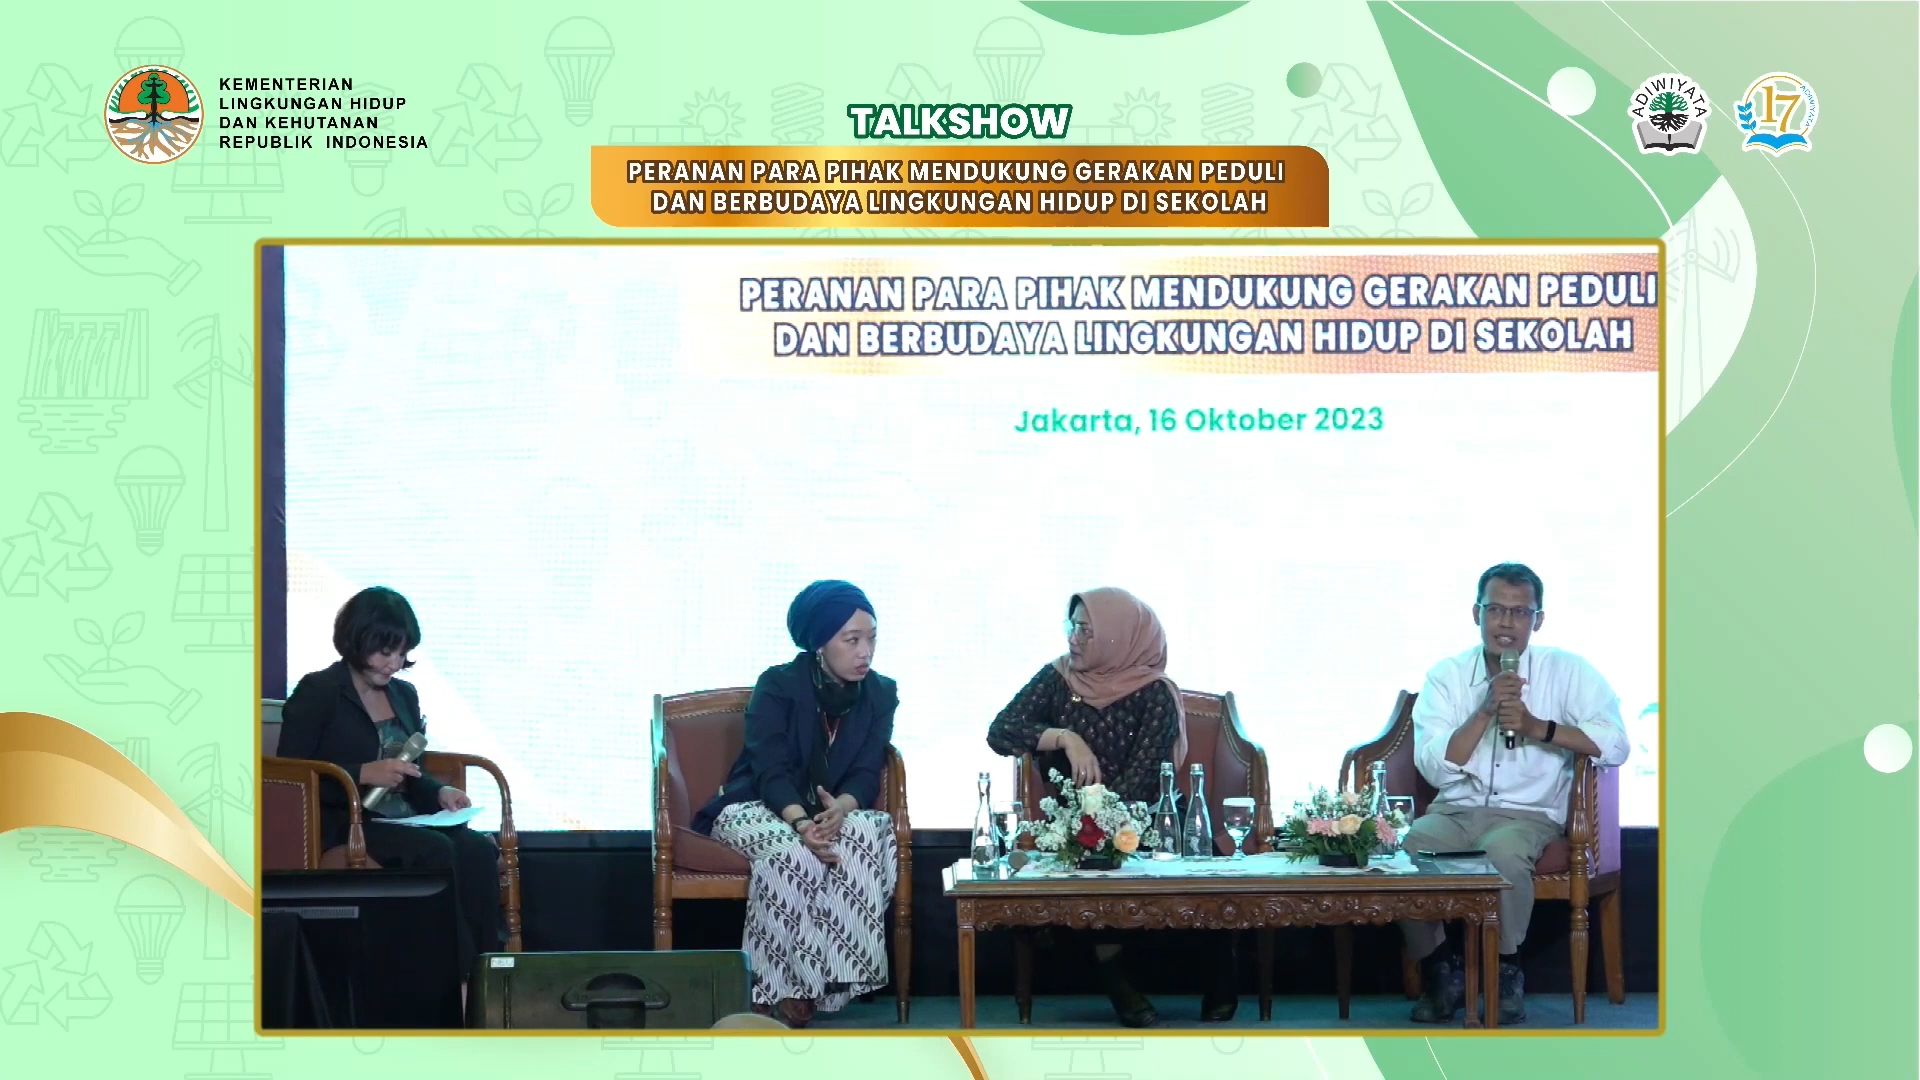 KEMENTERIAN
LINGKUNGAN HIDUP
DAN KEHUTANAN
REPUBLIK INDONESIA
TALKSHOW
PERANAN PARA PIHAK MENDUKUNG GERAKAN PEDULI
DAN BERBUDAYA LINGKUNGAN HIDUP DI SEKOLAH
ADIWIYATA
17
ADIWIYATA
PERANAN PARA PIHAK MENDUKUNG GERAKAN PEDULI
DAN BERBUDAYA LINGKUNGAN HIDUP DI SEKOLAH
Jakarta, 16 Oktober 2023